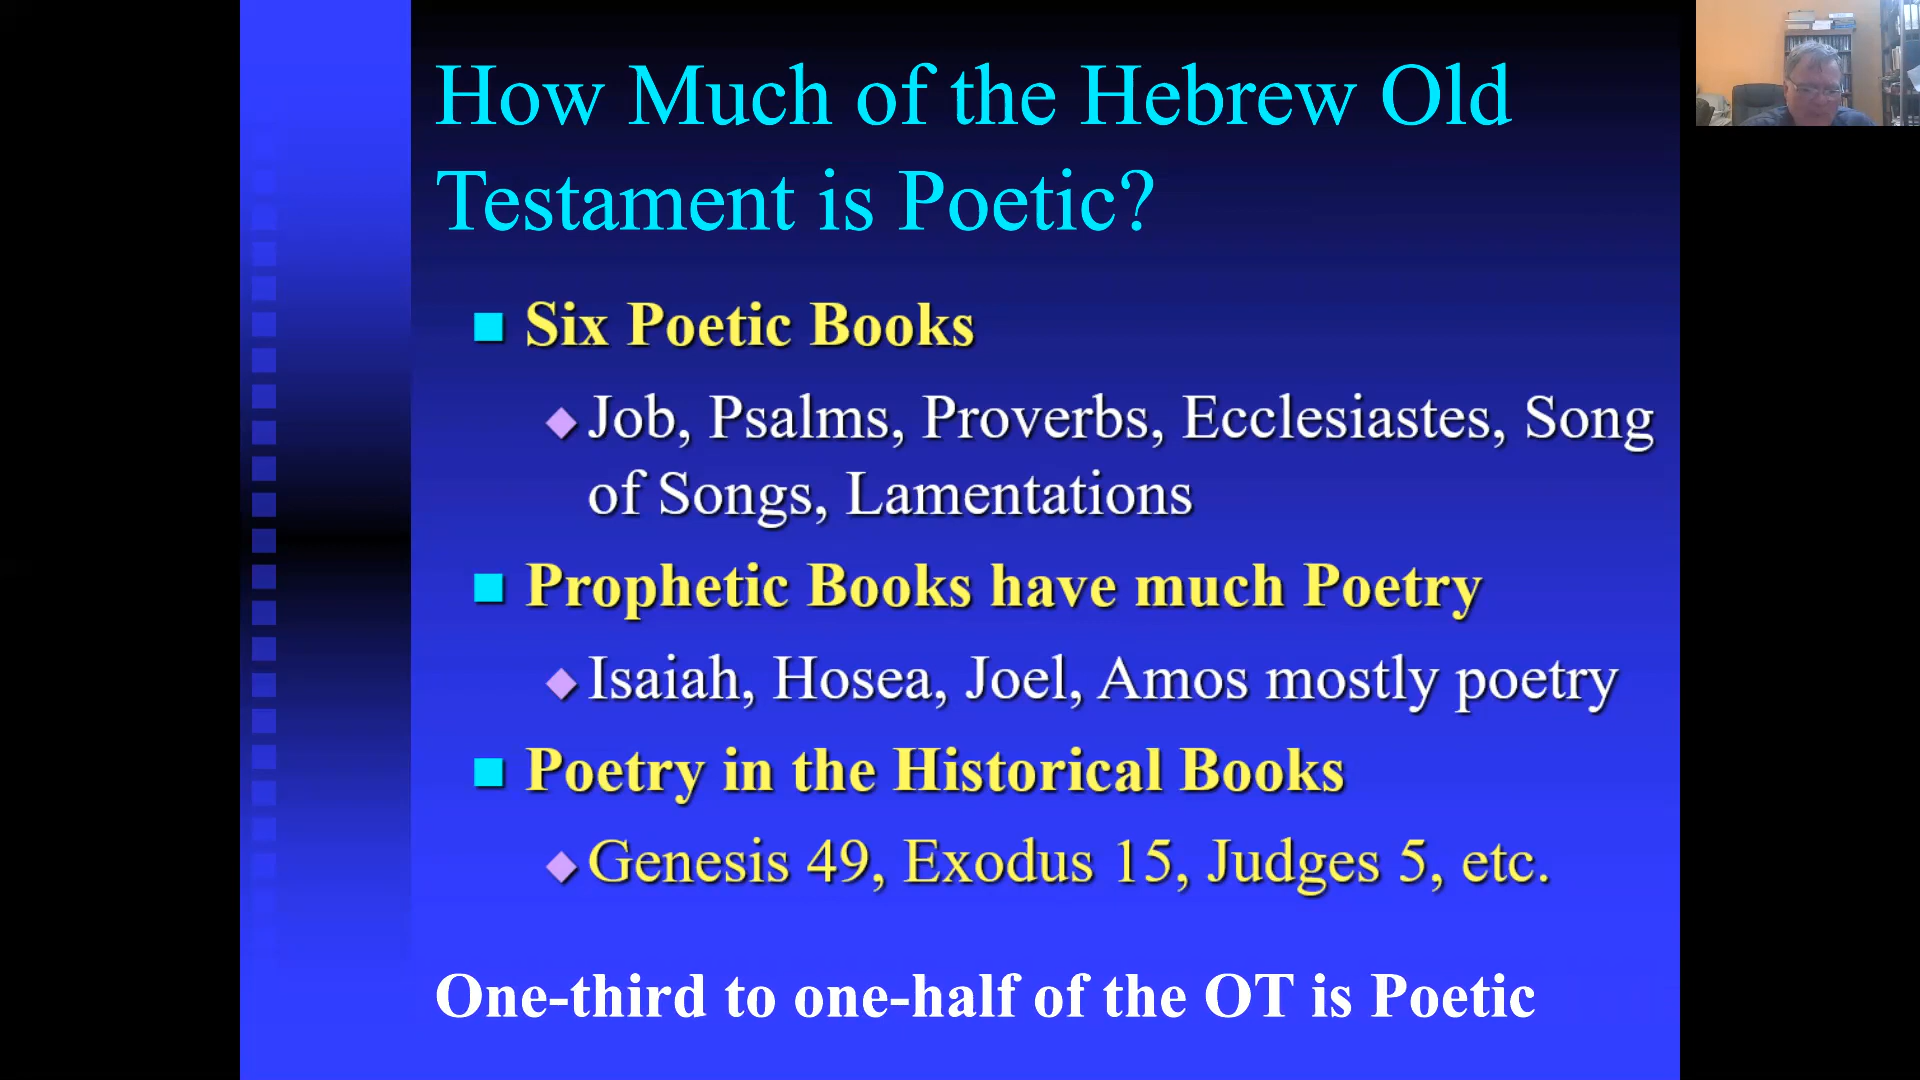 How Much of the Hebrew Old
Testament is Poetic?
Six Poetic Books
Job, Psalms, Proverbs, Ecclesiastes, Song
of Songs, Lamentations
Prophetic Books have much Poetry
Isaiah, Hosea, Joel, Amos mostly poetry
Poetry in the Historical Books
Genesis 49, Exodus 15, Judges 5, etc.
One-third to one-half of the OT is Poetic